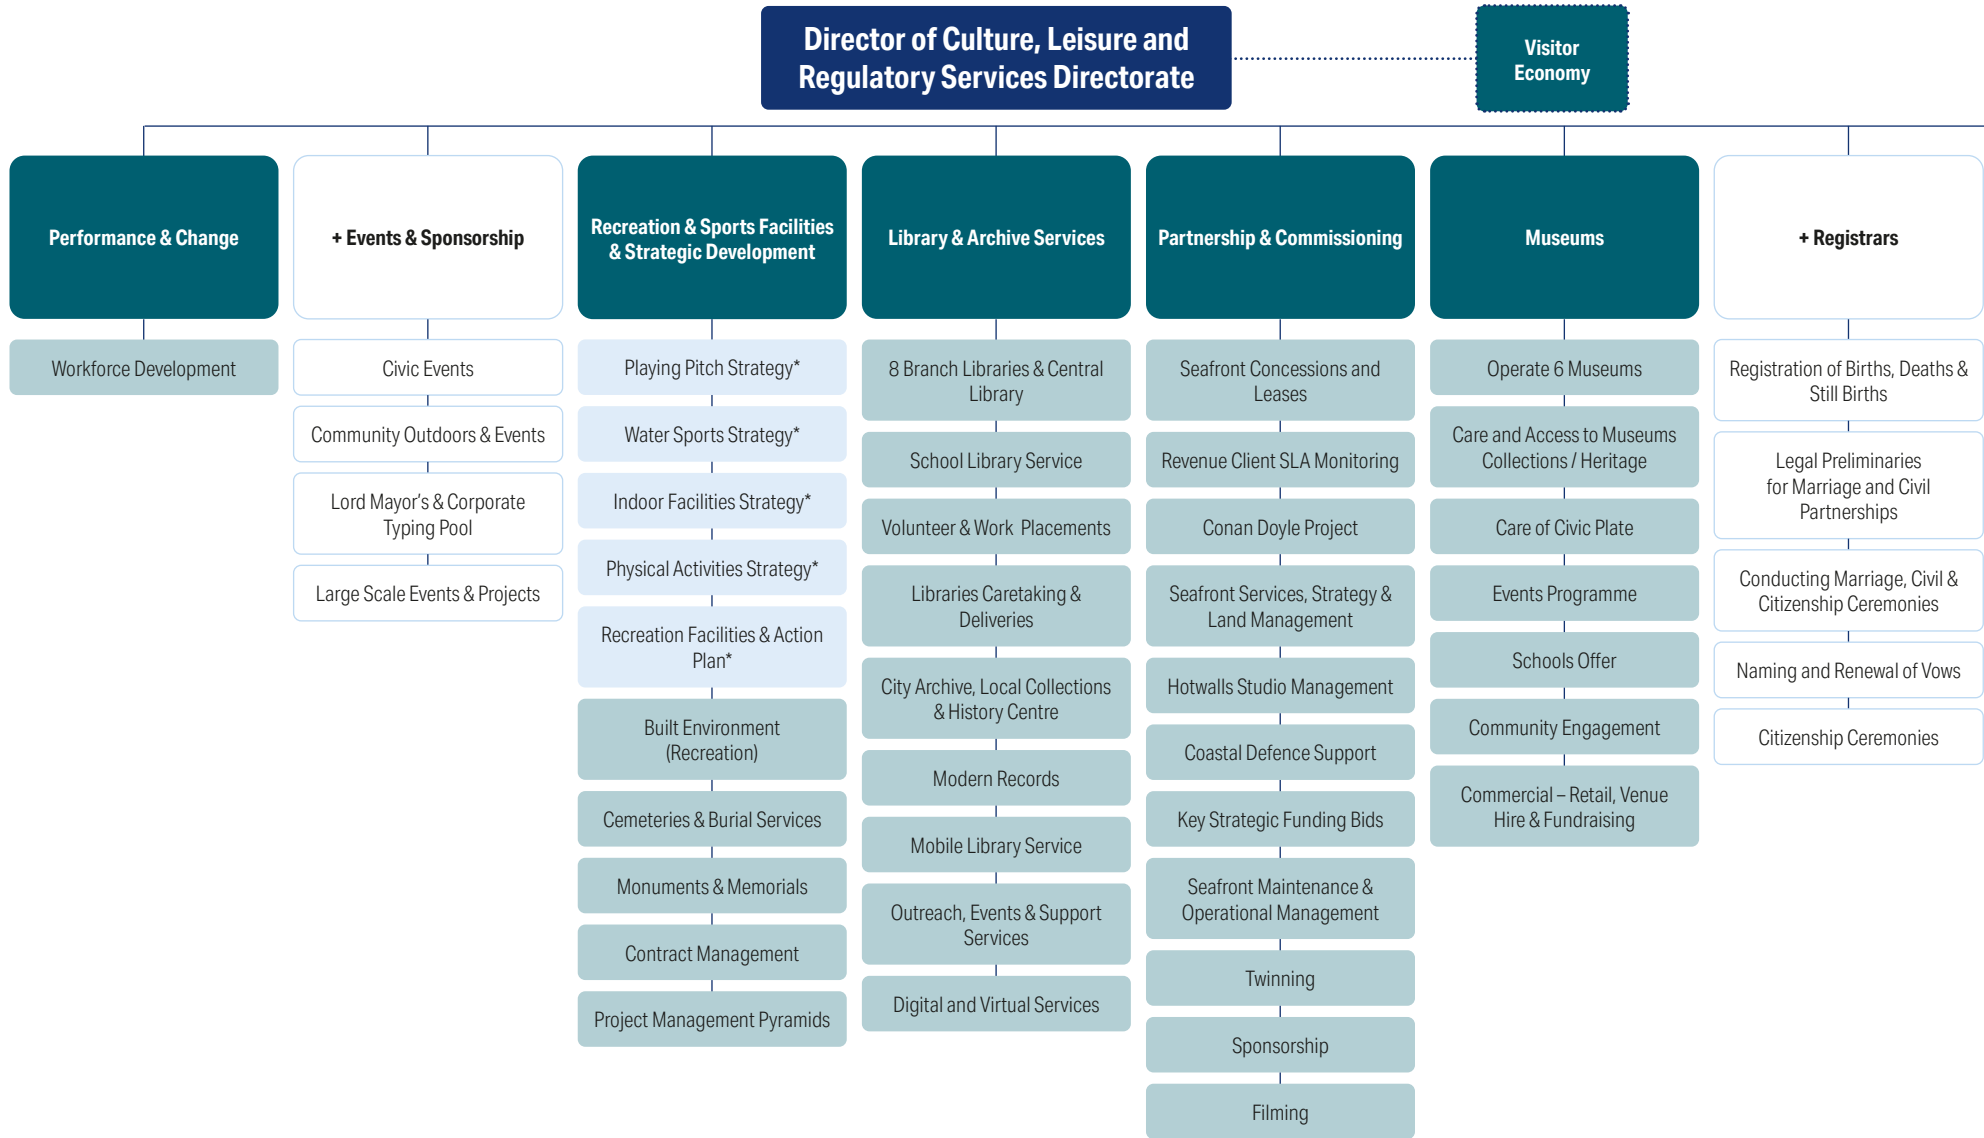 Director of Culture, Leisure and
Regulatory Services Directorate
Visitor
Economy
Performance & Change
Workforce Development
+ Events & Sponsorship
Civic Events
Community Outdoors & Events
Lord Mayor's & Corporate
Typing Pool
Large Scale Events & Projects
Recreation & Sports Facilities
& Strategic Development
Playing Pitch Strategy*
Water Sports Strategy*
Indoor Facilities Strategy*
Physical Activities Strategy*
Recreation Facilities & Action
Plan*
Built Environment
(Recreation)
Cemeteries & Burial Services
Monuments & Memorials
Contract Management
Project Management Pyramids
Library & Archive Services
8 Branch Libraries & Central
Library
School Library Service
Volunteer & Work Placements
Libraries Caretaking &
Deliveries
City Archive, Local Collections
& History Centre
Modern Records
Mobile Library Service
Outreach, Events & Support
Services
Digital and Virtual Services
Partnership & Commissioning
Seafront Concessions and
Leases
Revenue Client SLA Monitoring
Conan Doyle Project
Seafront Services, Strategy &
Land Management
Hotwalls Studio Management
Coastal Defence Support
Key Strategic Funding Bids
Seafront Maintenance &
Operational Management
Twinning
Sponsorship
Filming
Museums
Operate 6 Museums
Care and Access to Museums
Collections / Heritage
Care of Civic Plate
Events Programme
Schools Offer
Community Engagement
Commercial – Retail, Venue
Hire & Fundraising
+ Registrars
Registration of Births, Deaths &
Still Births
Legal Preliminaries
for Marriage and Civil
Partnerships
Conducting Marriage, Civil &
Citizenship Ceremonies
Naming and Renewal of Vows
Citizenship Ceremonies